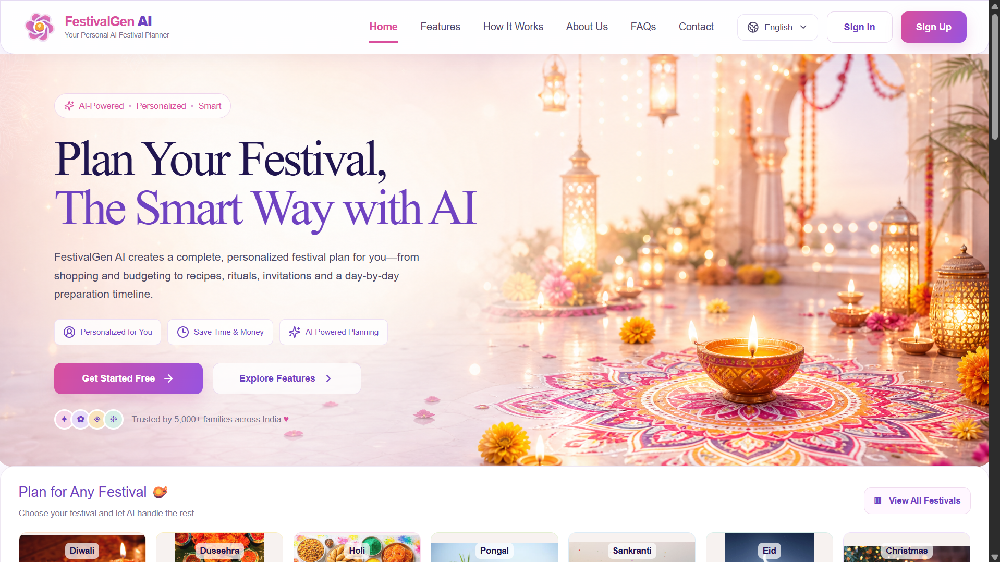 FestivalGen AI
Your Personal AI Festival Planner
Home
Features
How It Works
About Us
FAQs
Contact
English
Sign In
Sign Up
AI-Powered • Personalized • Smart
Plan Your Festival,
The Smart Way with AI
FestivalGen AI creates a complete, personalized festival plan for you—from
shopping and budgeting to recipes, rituals, invitations and a day-by-day
preparation timeline.
Personalized for You
Save Time & Money
AI Powered Planning
Get Started Free
Explore Features
Trusted by 5,000+ families across India ♥
Plan for Any Festival
Choose your festival and let AI handle the rest
View All Festivals
Diwali
Dussehra
Holi
Pongal
Sankranti
Eid
Christmas